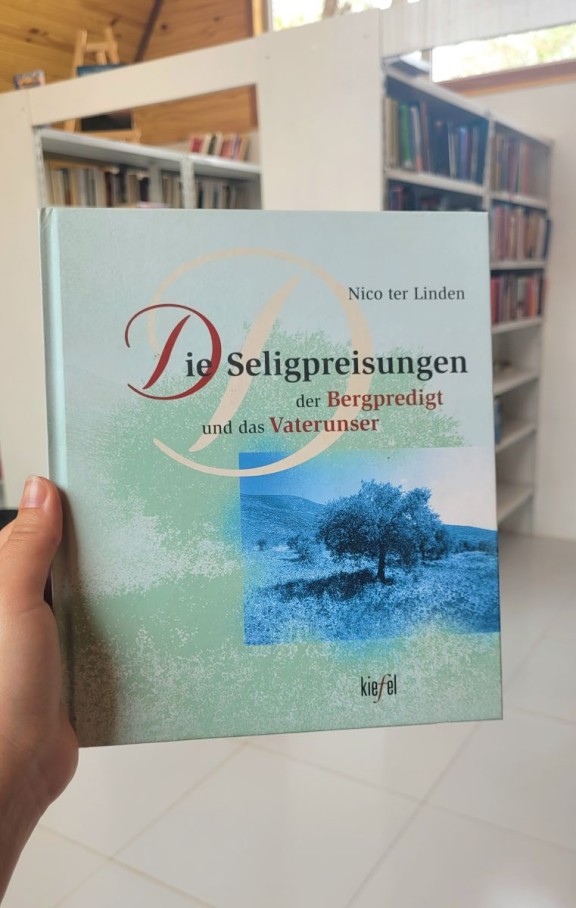 Nico ter Linden
Die Seligpreisungen
der Bergpredigt
und das Vaterunser
kiefel